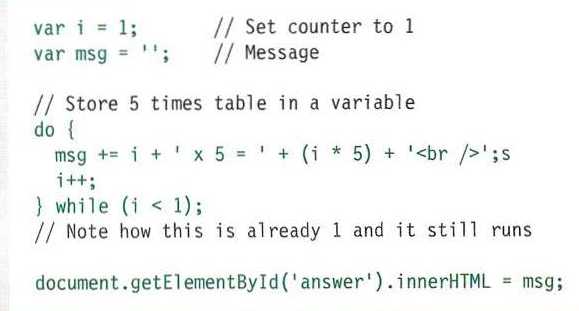 var i = 1;        // Set counter to 1
var msg = '';     // Message
// Store 5 times table in a variable
do {
  msg += i + ' x 5 = ' + (i * 5) + '<br />';s
  i++;
} while (i < 1);
// Note how this is already 1 and it still runs
document.getElementById('answer').innerHTML = msg;